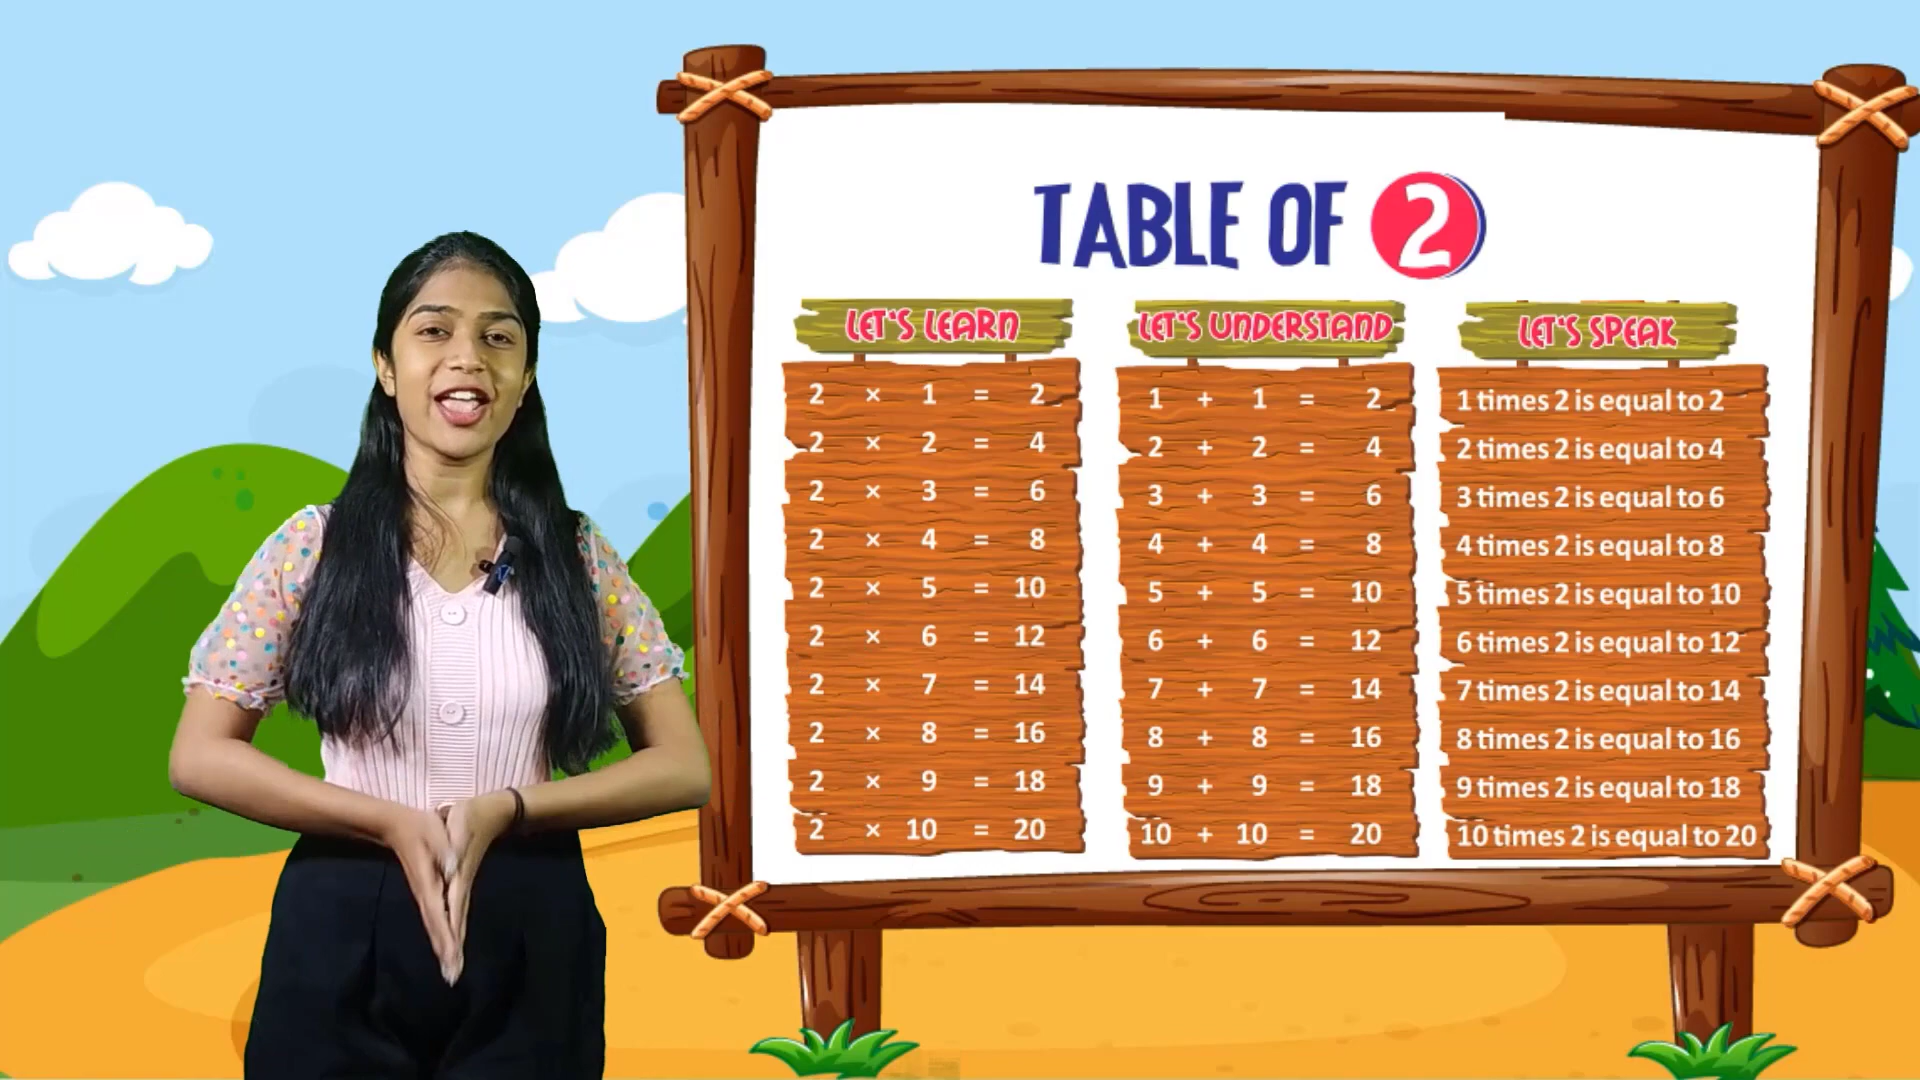 TABLE OF 2
LET'S LEARN
2 × 1 = 2
2 × 2 = 4
2 × 3 = 6
2 × 4 = 8
2 × 5 = 10
2 × 6 = 12
2 × 7 = 14
2 × 8 = 16
2 × 9 = 18
2 × 10 = 20
LET'S UNDERSTAND
1 + 1 = 2
2 + 2 = 4
3 + 3 = 6
4 + 4 = 8
5 + 5 = 10
6 + 6 = 12
7 + 7 = 14
8 + 8 = 16
9 + 9 = 18
10 + 10 = 20
LET'S SPEAK
1 times 2 is equal to 2
2 times 2 is equal to 4
3 times 2 is equal to 6
4 times 2 is equal to 8
5 times 2 is equal to 10
6 times 2 is equal to 12
7 times 2 is equal to 14
8 times 2 is equal to 16
9 times 2 is equal to 18
10 times 2 is equal to 20